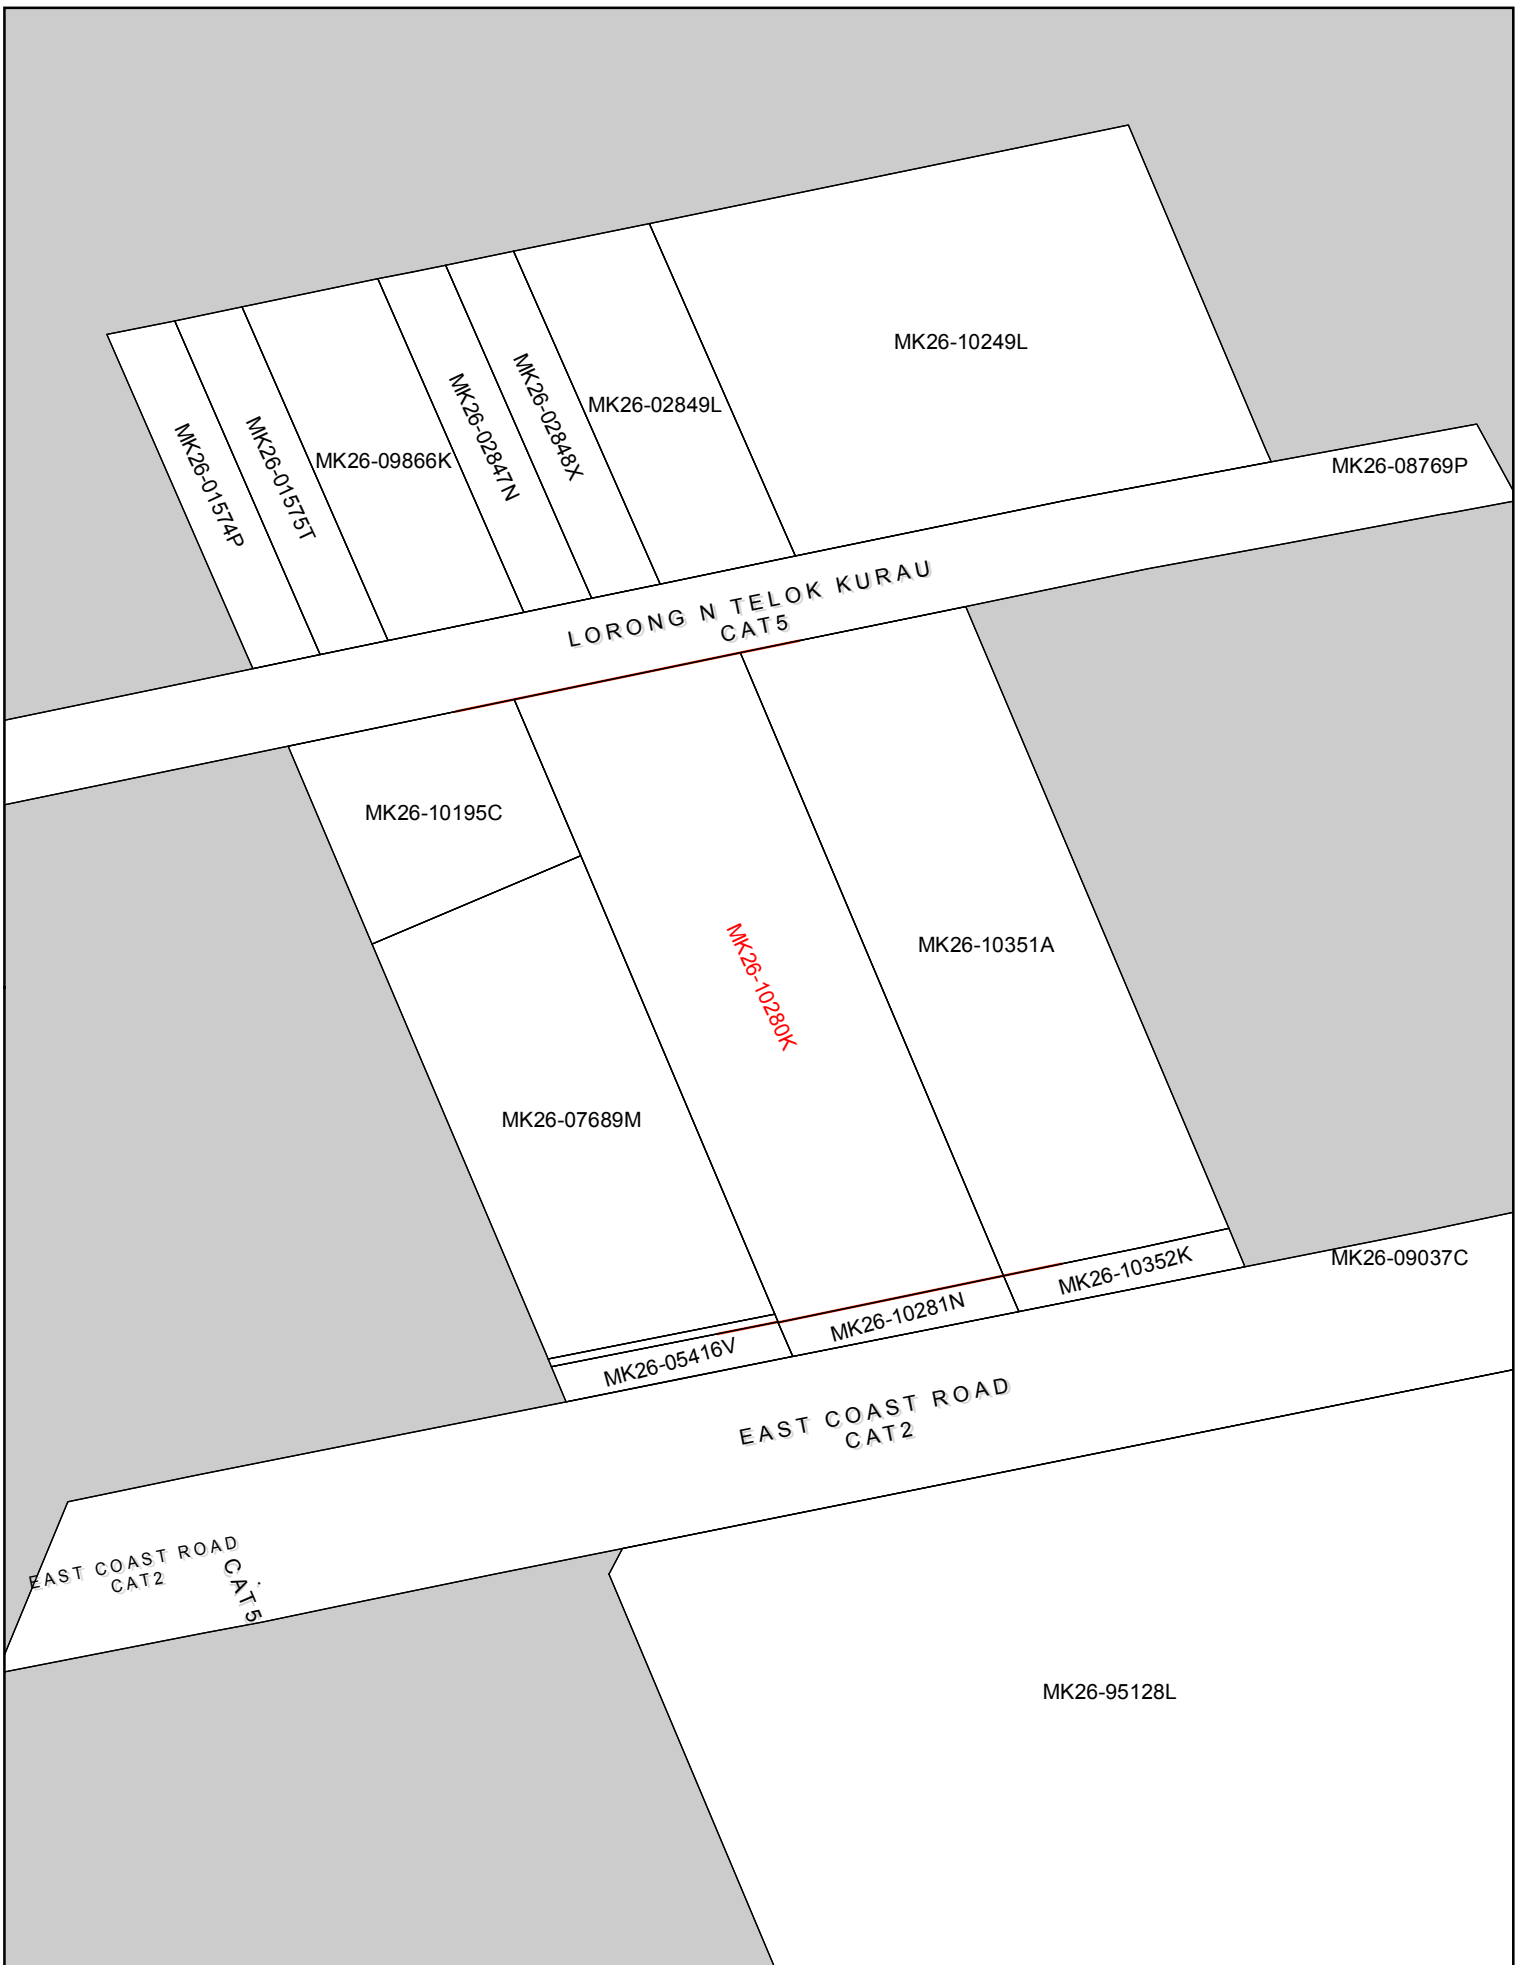 MK26-10249L
MK26-02849L
MK26-02848X
MK26-02847N
MK26-09866K
MK26-01575T
MK26-01574P
MK26-08769P
LORONG N TELOK KURAU
CAT5
MK26-10195C
MK26-10280K
MK26-10351A
MK26-07689M
MK26-09037C
MK26-10352K
MK26-10281N
MK26-05416V
EAST COAST ROAD
CAT2
EAST COAST ROAD
CAT2
CAT5
MK26-95128L